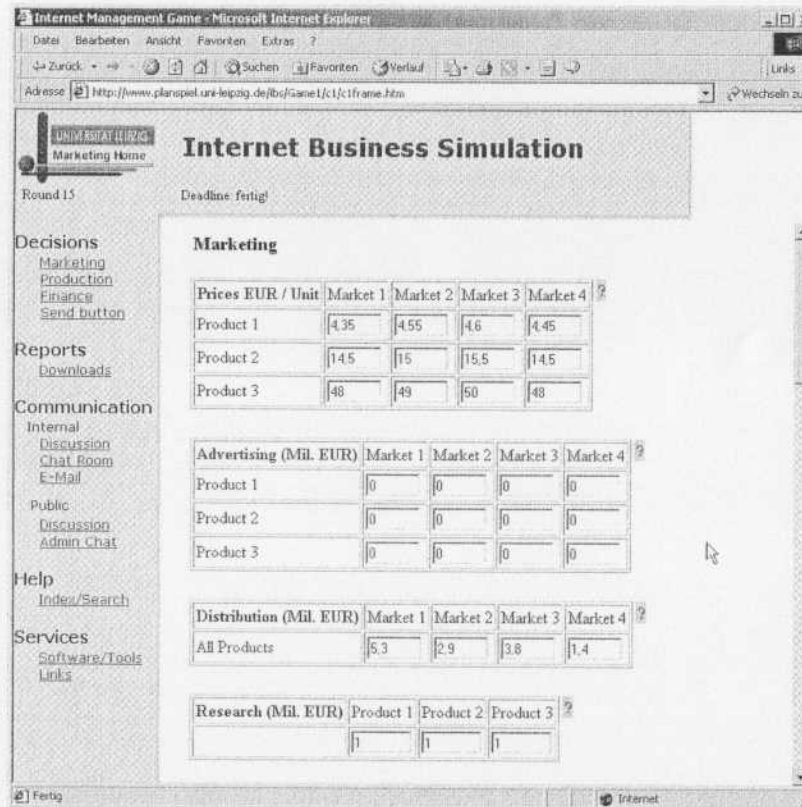 Internet Management Game - Microsoft Internet Explorer
Datei Bearbeiten Ansicht Favoriten Extras ?
Zurück Suchen Favoriten Verlauf Links
Adresse http://www.planspiel.uni-leipzig.de/ibs/Game1/c1/c1frame.htm Wechseln zu
UNIVERSITÄT LEIPZIG
Marketing Home
Internet Business Simulation
Round 15 Deadline: fertig!
Decisions
Marketing
Production
Finance
Send button
Reports
Downloads
Communication
Internal
Discussion
Chat Room
E-Mail
Public
Discussion
Admin Chat
Help
Index/Search
Services
Software/Tools
Links
Marketing
Prices EUR / Unit Market 1 Market 2 Market 3 Market 4 ?
Product 1 4,35 4,55 4,6 4,45
Product 2 14,5 15 15,5 14,5
Product 3 48 49 50 48
Advertising (Mil. EUR) Market 1 Market 2 Market 3 Market 4 ?
Product 1 0 0 0 0
Product 2 0 0 0 0
Product 3 0 0 0 0
Distribution (Mil. EUR) Market 1 Market 2 Market 3 Market 4 ?
All Products 5,3 2,9 3,8 1,4
Research (Mil. EUR) Product 1 Product 2 Product 3 ?
1 1 1
Fertig Internet